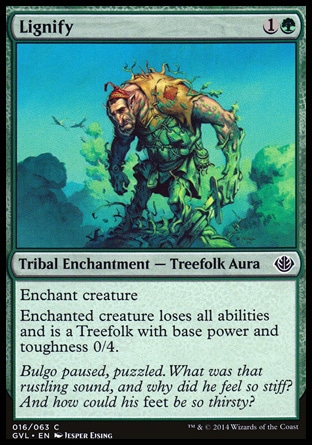 Lignify 1
Tribal Enchantment — Treefolk Aura
Enchant creature
Enchanted creature loses all abilities
and is a Treefolk with base power and
toughness 0/4.
Bulgo paused, puzzled. What was that
rustling sound, and why did he feel so stiff?
And how could his feet be so thirsty?
016/063 C
GVL • EN Jesper Eising ™ & © 2014 Wizards of the Coast